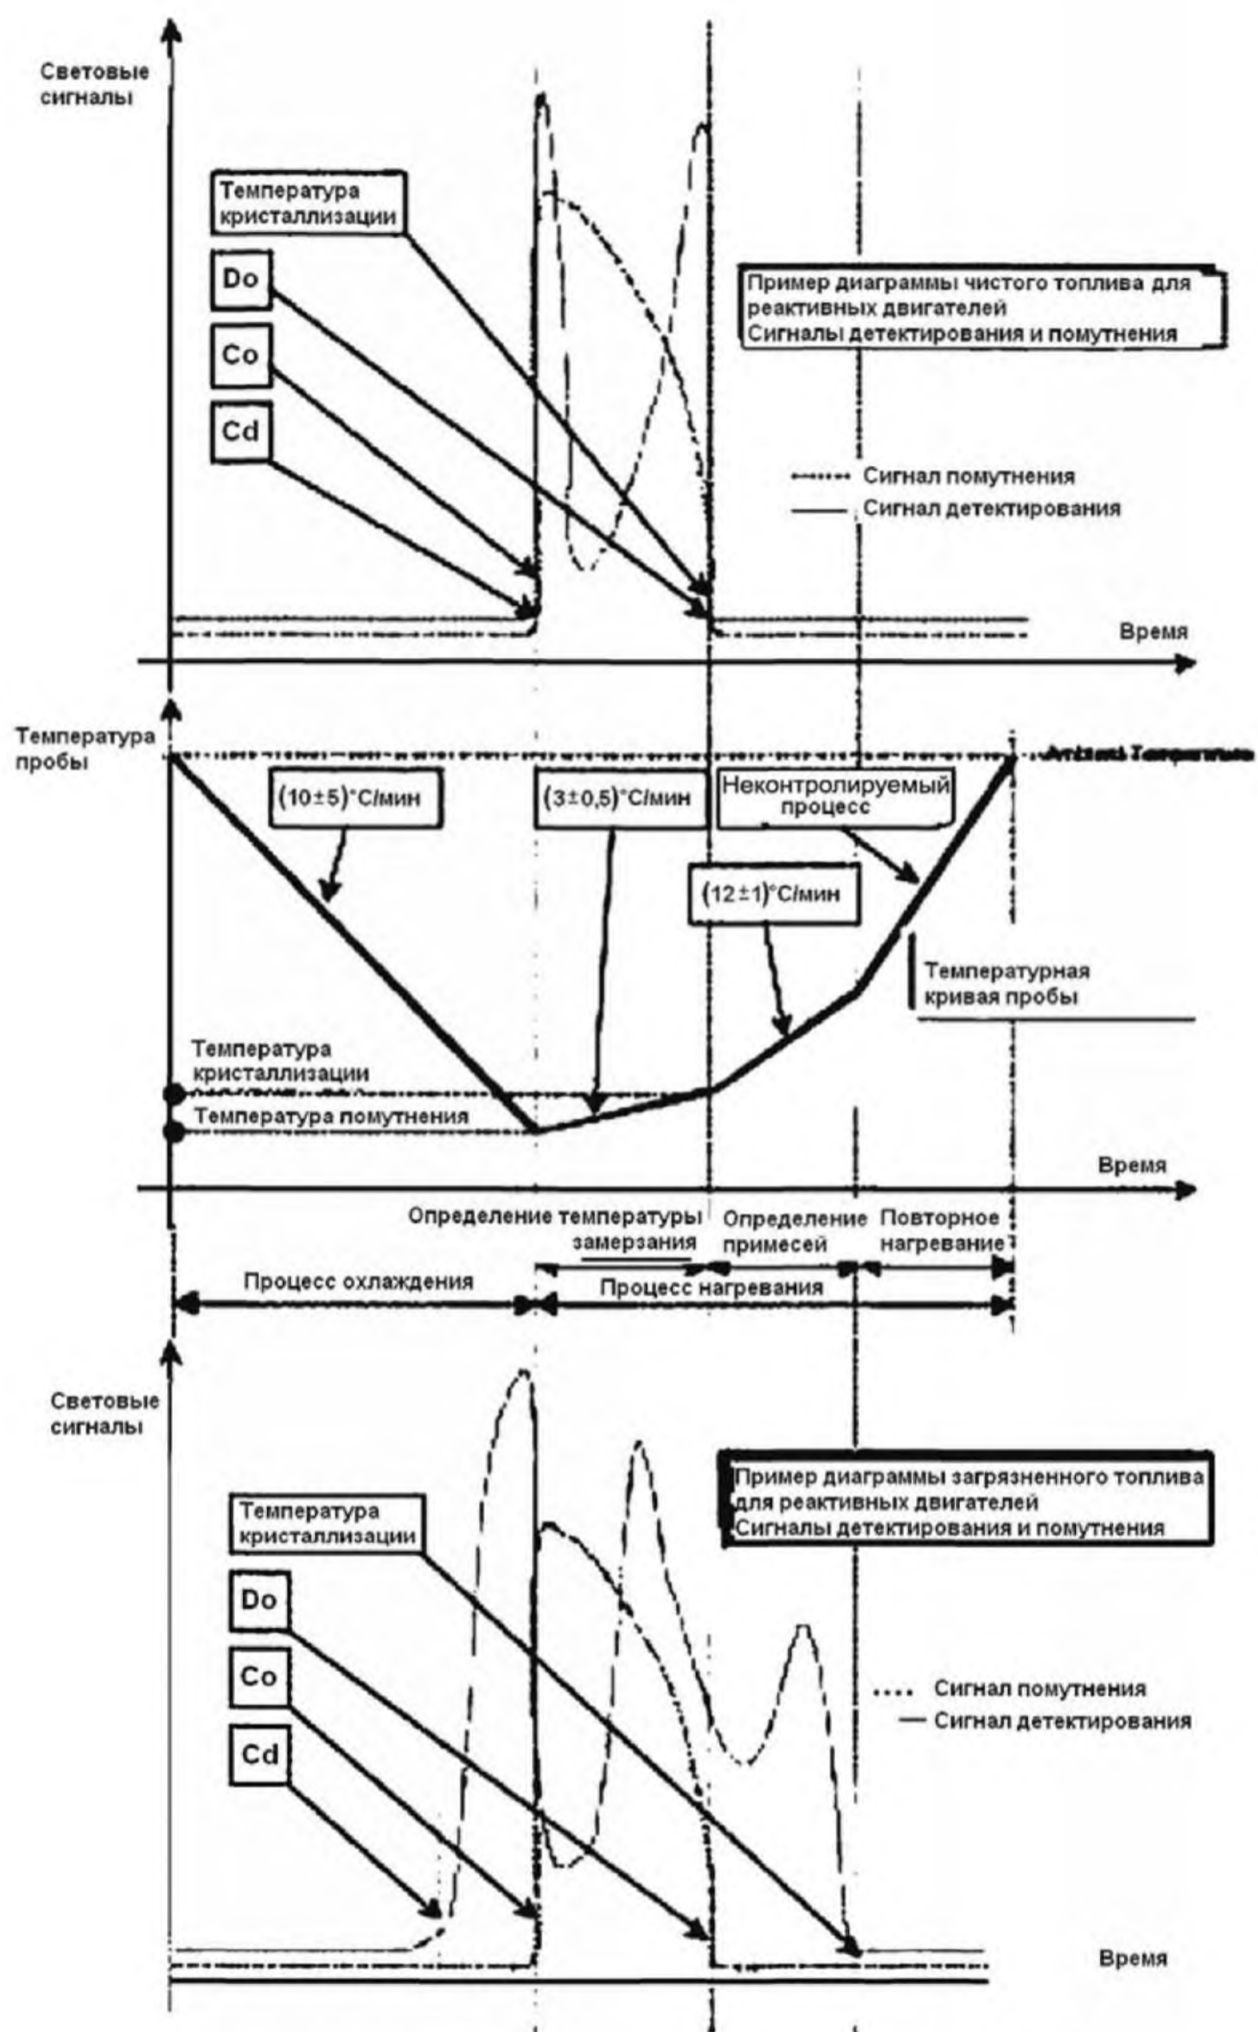 Световые
сигналы
Температура
кристаллизации
Do
Co
Cd
Пример диаграммы чистого топлива для
реактивных двигателей
Сигналы детектирования и помутнения
Сигнал помутнения
Сигнал детектирования
Время
Температура
пробы
(10±5)°С/мин
(3±0,5)°С/мин
Неконтролируемый
процесс
(12±1)°С/мин
Температурная
кривая пробы
Температура
кристаллизации
Температура помутнения
Время
Определение температуры
замерзания
Определение
примесей
Повторное
нагревание
Процесс охлаждения
Процесс нагревания
Световые
сигналы
Температура
кристаллизации
Do
Co
Cd
Пример диаграммы загрязненного топлива
для реактивных двигателей
Сигналы детектирования и помутнения
Сигнал помутнения
Сигнал детектирования
Время